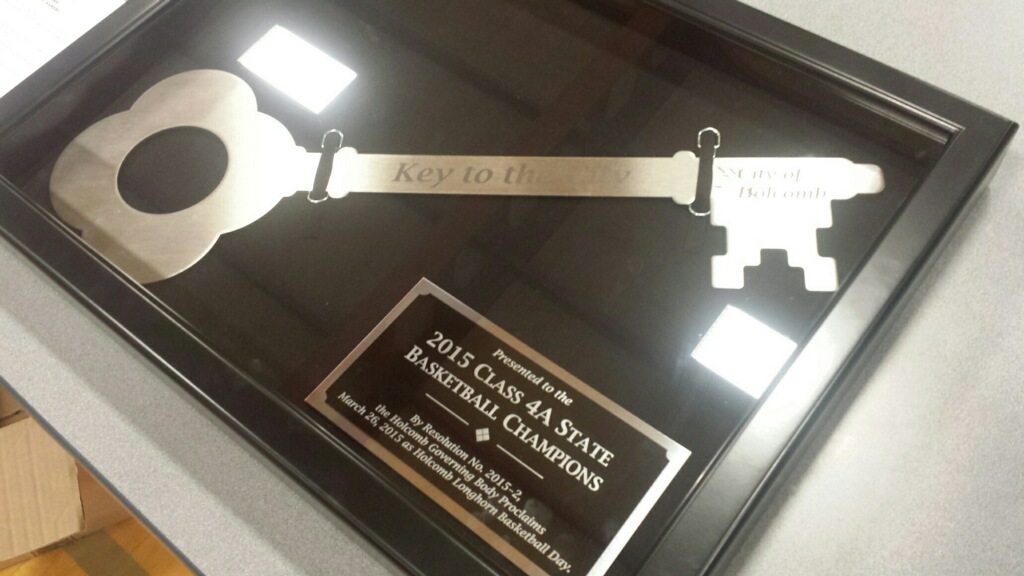 Key to the City
City of
Holcomb
Presented to the
2015 CLASS 4A STATE
BASKETBALL CHAMPIONS
By Resolution No. 2015-2,
the Holcomb Governing Body Proclaims
March 26, 2015 as Holcomb Longhorn Basketball Day.